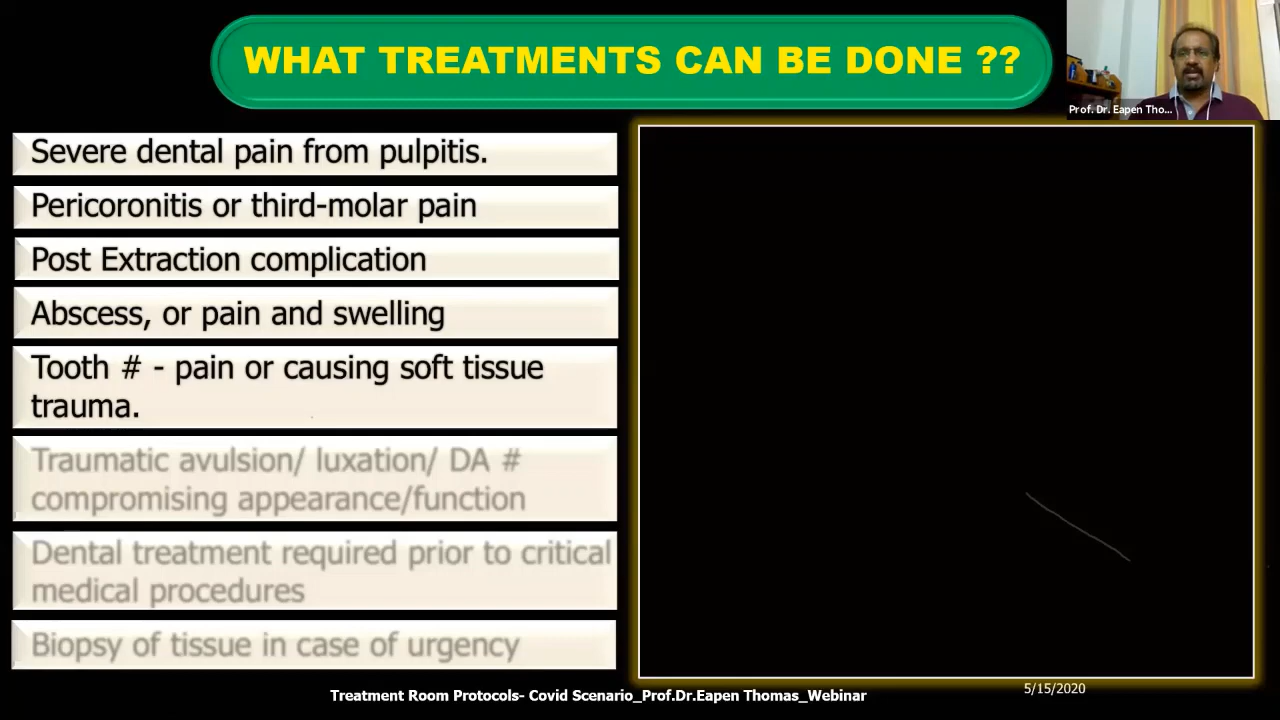 WHAT TREATMENTS CAN BE DONE ??
Prof. Dr. Eapen Tho...
Severe dental pain from pulpitis.
Pericoronitis or third-molar pain
Post Extraction complication
Abscess, or pain and swelling
Tooth # - pain or causing soft tissue
trauma.
Traumatic avulsion/ luxation/ DA #
compromising appearance/function
Dental treatment required prior to critical
medical procedures
Biopsy of tissue in case of urgency
Treatment Room Protocols- Covid Scenario_Prof.Dr.Eapen Thomas_Webinar
5/15/2020